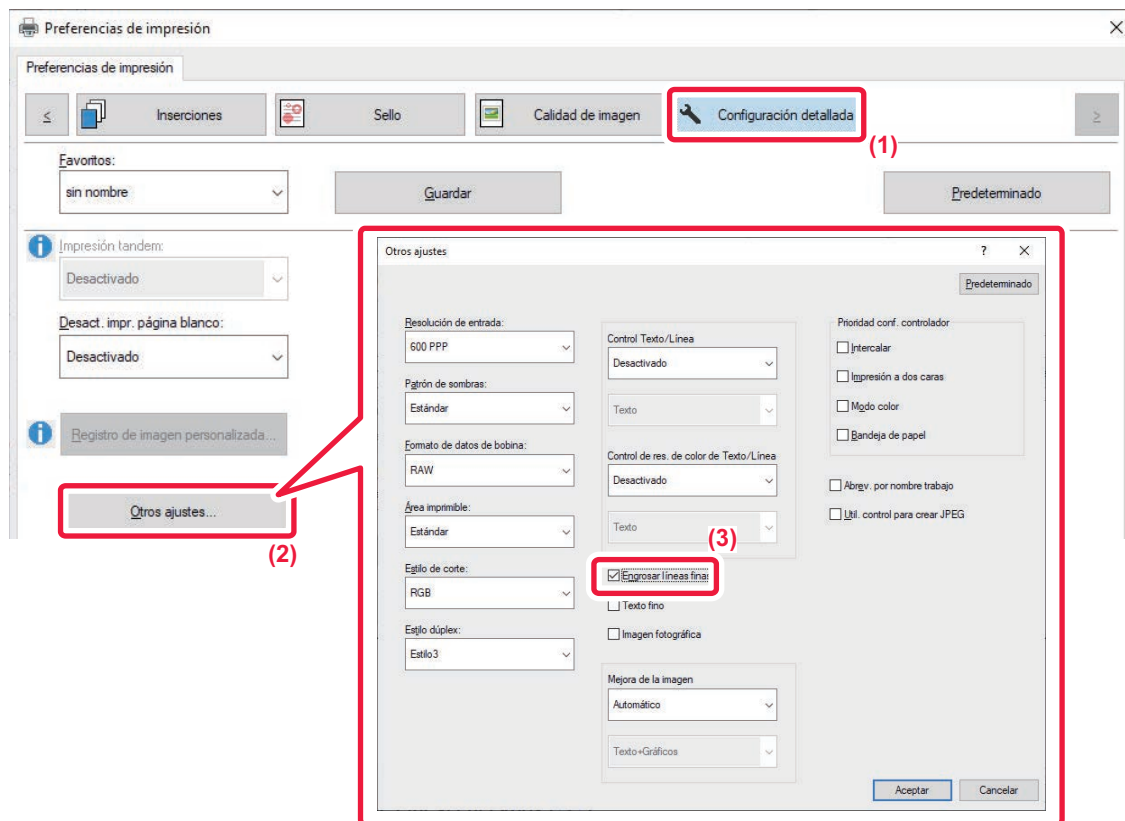 Preferencias de impresión
Preferencias de impresión
<
Inserciones
Sello
Calidad de imagen
Configuración detallada
>
(1)
Favoritos:
sin nombre
Guardar
Predeterminado
Impresión tandem:
Desactivado
Desact. impr. página blanco:
Desactivado
Registro de imagen personalizada...
Otros ajustes...
(2)
Otros ajustes
?
Predeterminado
Resolución de entrada:
600 PPP
Patrón de sombras:
Estándar
Formato de datos de bobina:
RAW
Área imprimible:
Estándar
Estilo de corte:
RGB
Estilo dúplex:
Estilo3
Control Texto/Línea
Desactivado
Texto
Control de res. de color de Texto/Línea
Desactivado
Texto
(3)
Engrosar líneas finas
Texto fino
Imagen fotográfica
Mejora de la imagen
Automático
Texto+Gráficos
Prioridad conf. controlador
Intercalar
Impresión a dos caras
Modo color
Bandeja de papel
Abrev. por nombre trabajo
Util. control para crear JPEG
Aceptar
Cancelar